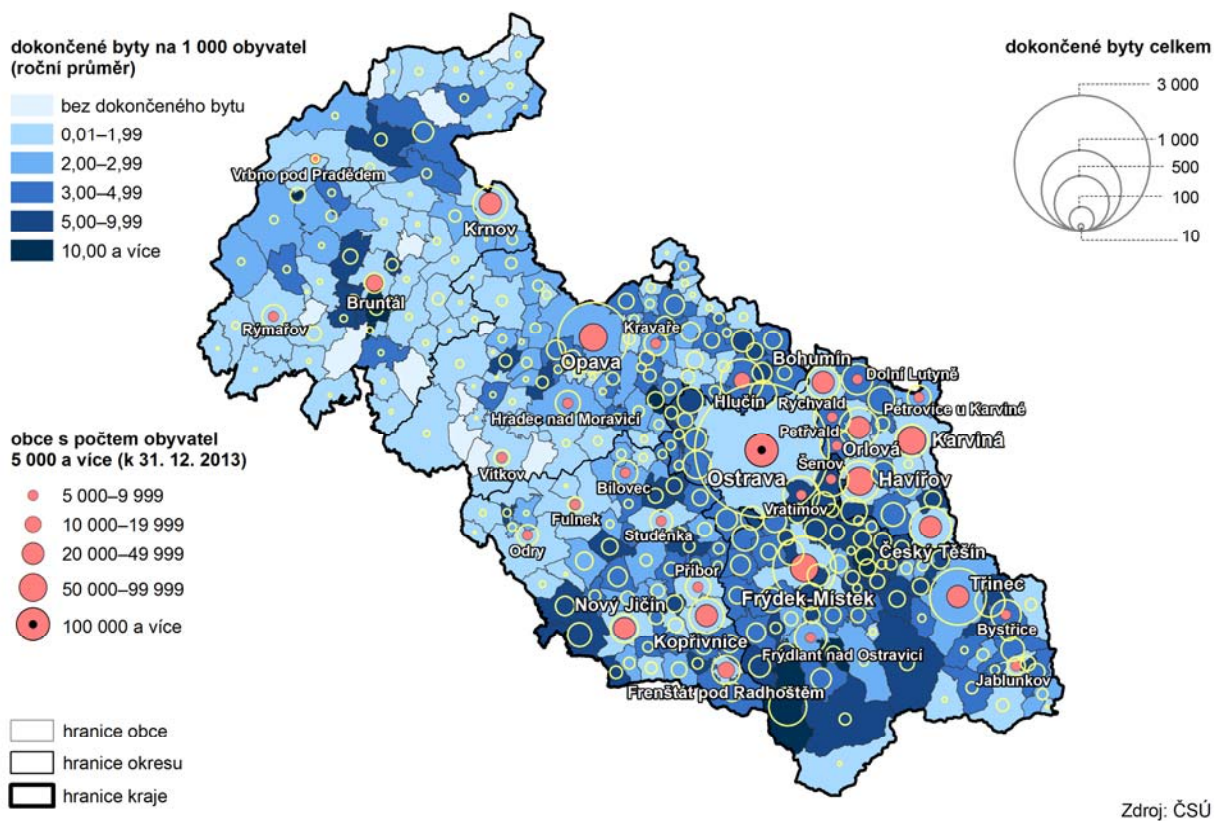 dokončené byty na 1 000 obyvatel
(roční průměr)
bez dokončeného bytu
0,01–1,99
2,00–2,99
3,00–4,99
5,00–9,99
10,00 a více
obce s počtem obyvatel
5 000 a více (k 31. 12. 2013)
5 000–9 999
10 000–19 999
20 000–49 999
50 000–99 999
100 000 a více
hranice obce
hranice okresu
hranice kraje
dokončené byty celkem
3 000
1 000
500
100
10
Vrbno pod Pradědem
Krnov
Bruntál
Rýmařov
Kravaře
Opava
Bohumín
Dolní Lutyně
Hlučín
Rychvald
Petrovice u Karviné
Hradec nad Moravicí
Petřvald
Orlová
Karviná
Šenov
Ostrava
Havířov
Vítkov
Bílovec
Vratimov
Fulnek
Studénka
Odry
Český Těšín
Příbor
Frýdek-Místek
Třinec
Nový Jičín
Kopřivnice
Bystřice
Frýdlant nad Ostravicí
Jablunkov
Frenštát pod Radhoštěm
Zdroj: ČSÚ